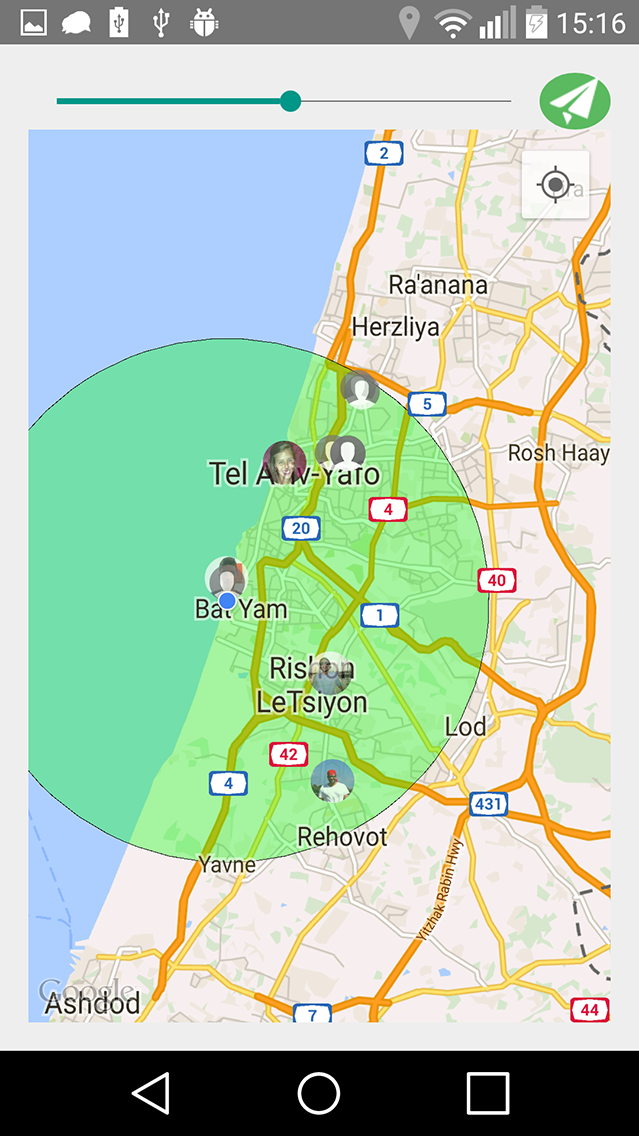 15:16
2
Ra'anana
Herzliya
5
Rosh Haay
Tel Aviv-Yafo
4
20
40
Bat Yam
1
Rishon
LeTsiyon
Lod
42
4
431
Rehovot
Yavne
Yitzhak Rabin Hwy
Google
Ashdod
7
44